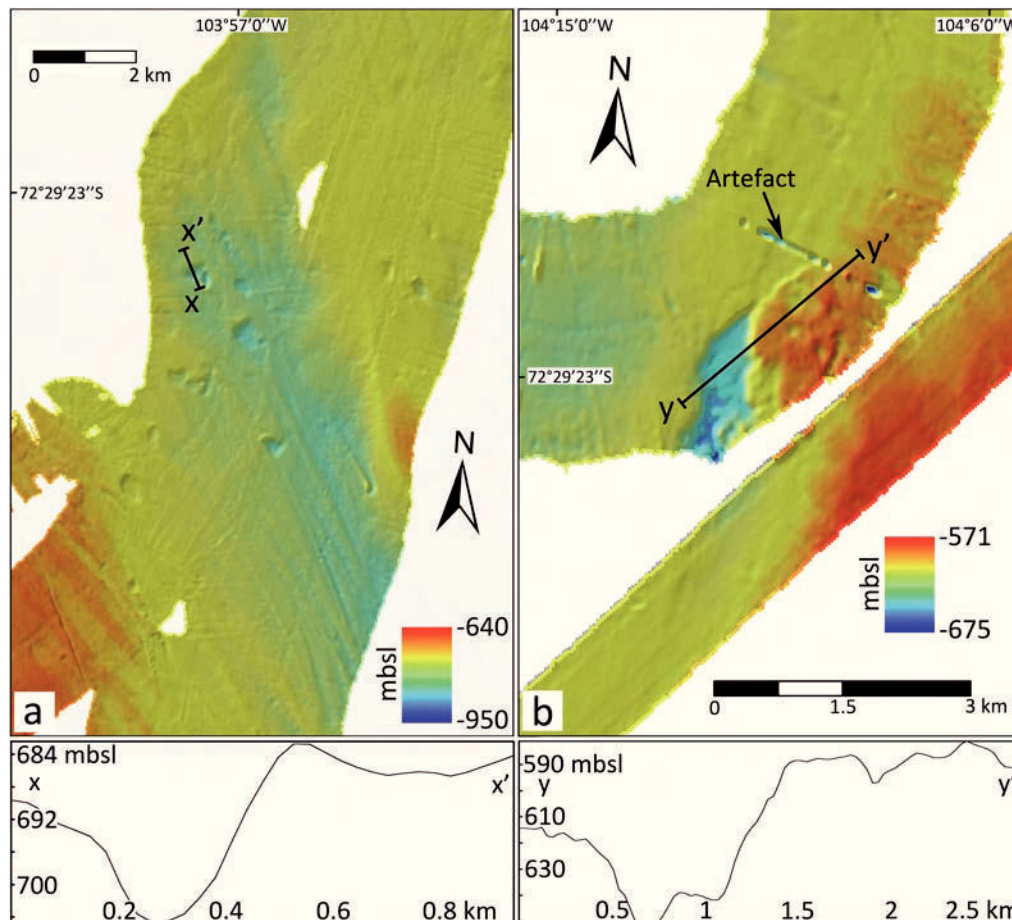 103°57'0''W
0 2 km
72°29'23''S
x'
x
N
-640
mbsl
-950
a
104°15'0''W 104°6'0''W
N
Artefact
y'
72°29'23''S
y
-571
mbsl
-675
0 1.5 3 km
b
684 mbsl
x x'
692
700
0.2 0.4 0.6 0.8 km
590 mbsl
y y'
610
630
0.5 1 1.5 2 2.5 km